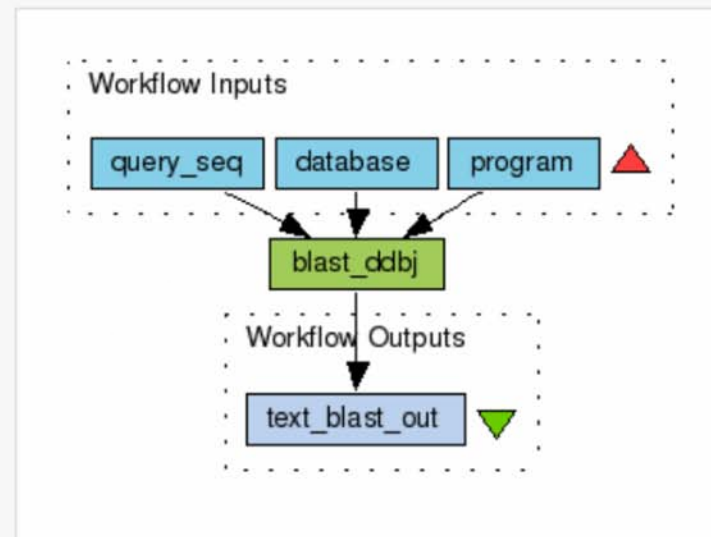 Workflow Inputs
query_seq database program
blast_ddbj
Workflow Outputs
text_blast_out